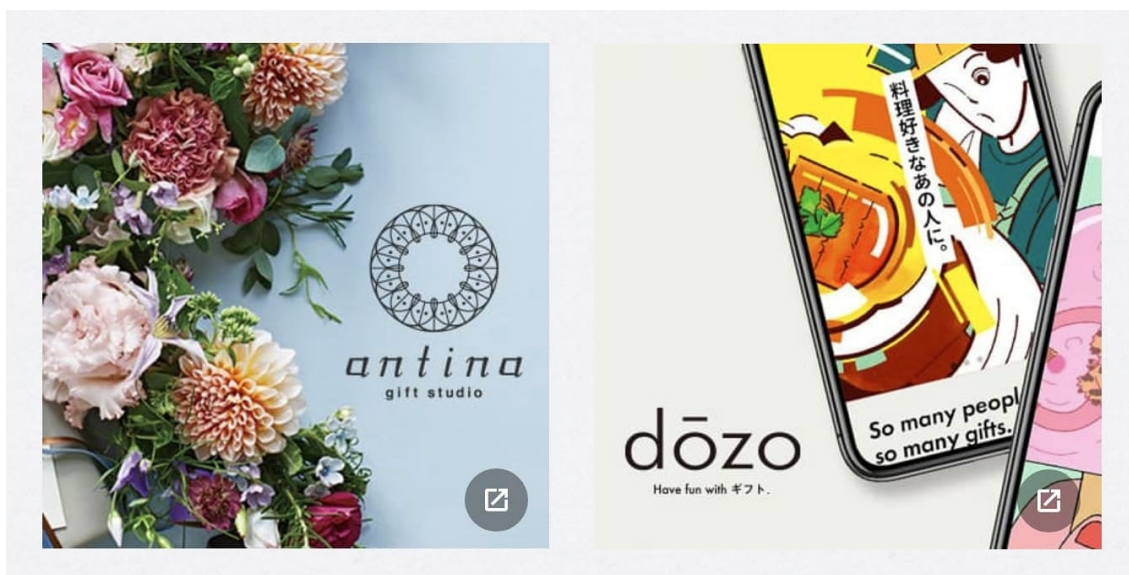 antina
gift studio
料理好きなあの人に。
So many peopl
so many gifts.
dōzo
Have fun with ギフト.